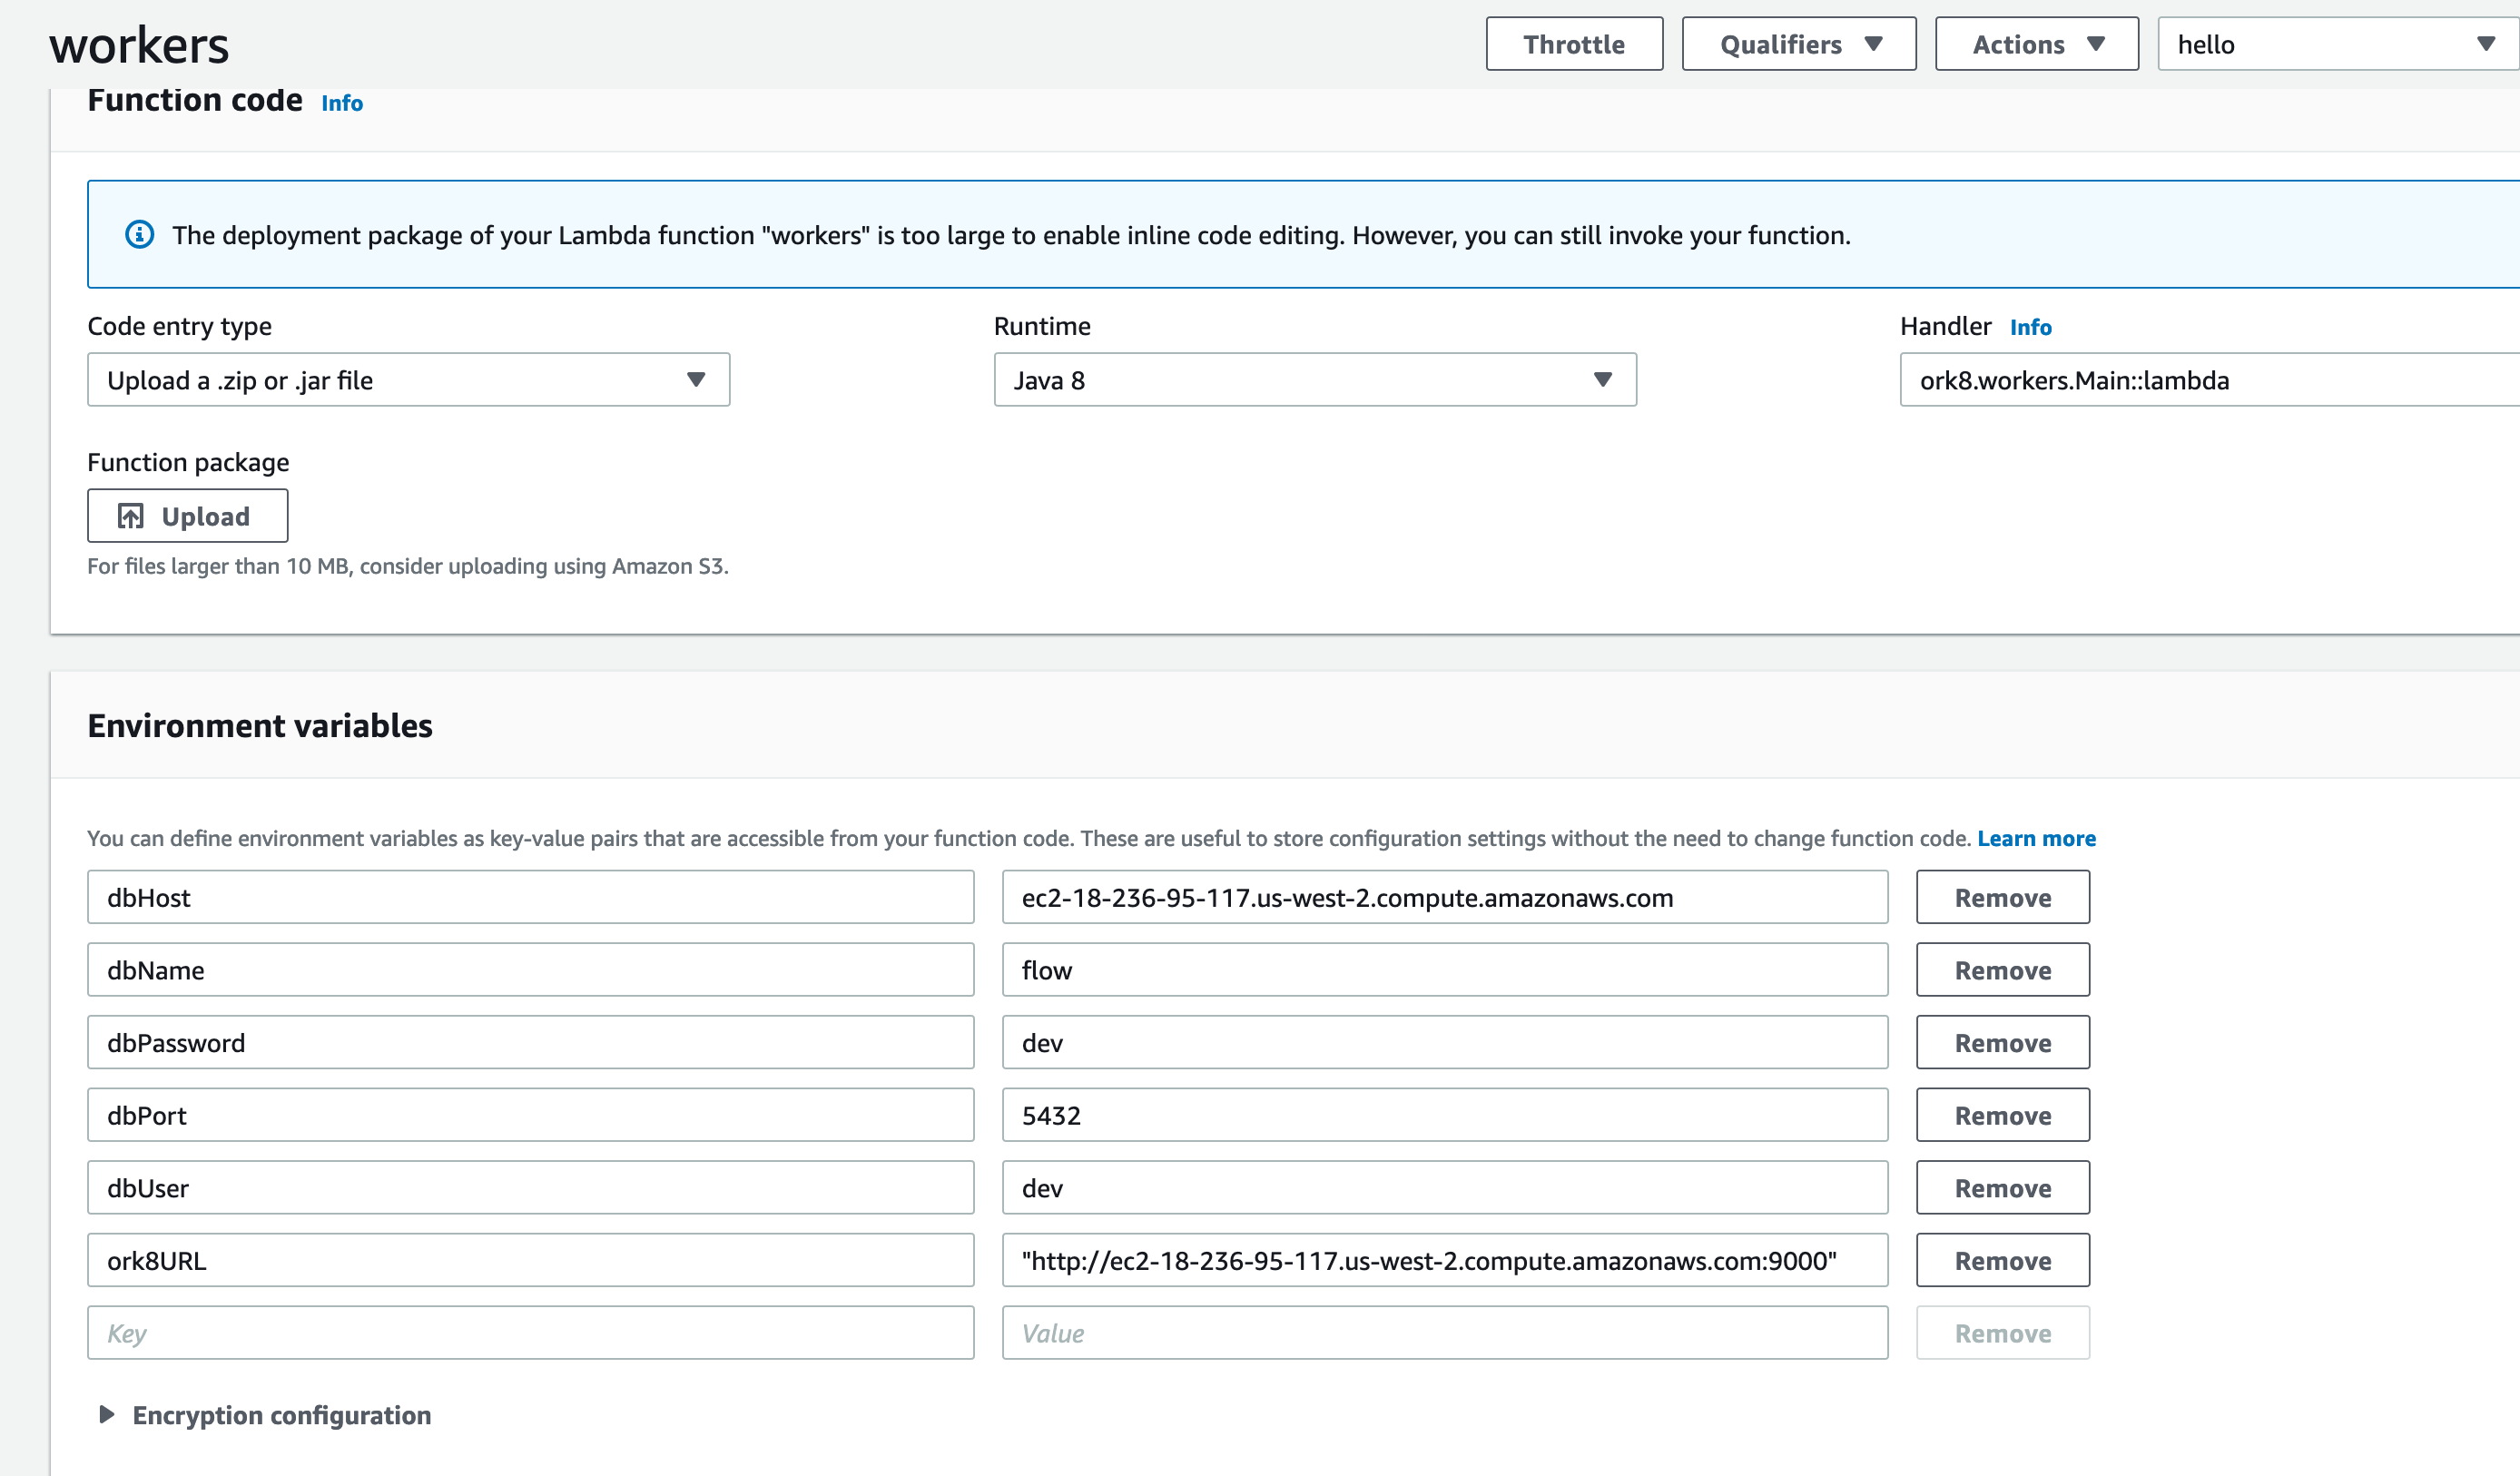 workers
Throttle
Qualifiers
Actions
hello
Function code Info
The deployment package of your Lambda function "workers" is too large to enable inline code editing. However, you can still invoke your function.
Code entry type
Runtime
Handler Info
Upload a .zip or .jar file
Java 8
ork8.workers.Main::lambda
Function package
Upload
For files larger than 10 MB, consider uploading using Amazon S3.
Environment variables
You can define environment variables as key-value pairs that are accessible from your function code. These are useful to store configuration settings without the need to change function code. Learn more
dbHost
ec2-18-236-95-117.us-west-2.compute.amazonaws.com
Remove
dbName
flow
Remove
dbPassword
dev
Remove
dbPort
5432
Remove
dbUser
dev
Remove
ork8URL
"http://ec2-18-236-95-117.us-west-2.compute.amazonaws.com:9000"
Remove
Key
Value
Remove
Encryption configuration